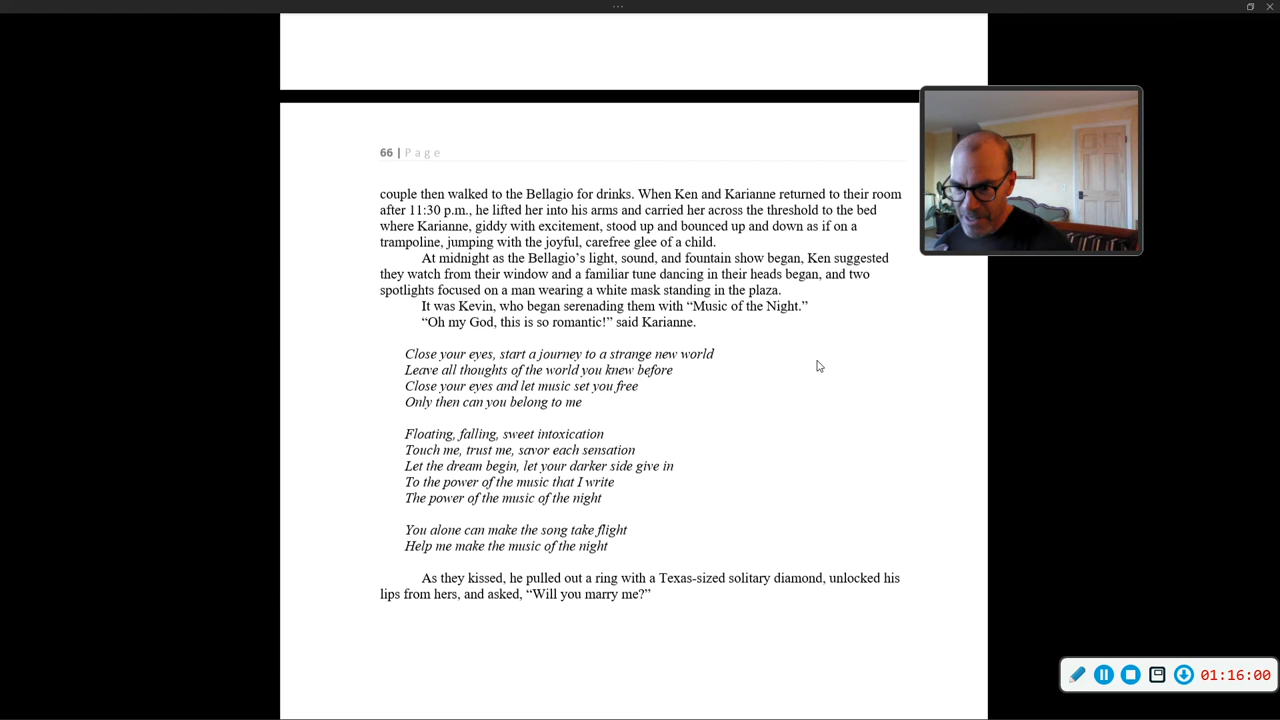 66 | Page
couple then walked to the Bellagio for drinks. When Ken and Karianne returned to their room
after 11:30 p.m., he lifted her into his arms and carried her across the threshold to the bed
where Karianne, giddy with excitement, stood up and bounced up and down as if on a
trampoline, jumping with the joyful, carefree glee of a child.
At midnight as the Bellagio’s light, sound, and fountain show began, Ken suggested
they watch from their window and a familiar tune dancing in their heads began, and two
spotlights focused on a man wearing a white mask standing in the plaza.
It was Kevin, who began serenading them with “Music of the Night.”
“Oh my God, this is so romantic!” said Karianne.
Close your eyes, start a journey to a strange new world
Leave all thoughts of the world you knew before
Close your eyes and let music set you free
Only then can you belong to me
Floating, falling, sweet intoxication
Touch me, trust me, savor each sensation
Let the dream begin, let your darker side give in
To the power of the music that I write
The power of the music of the night
You alone can make the song take flight
Help me make the music of the night
As they kissed, he pulled out a ring with a Texas-sized solitary diamond, unlocked his
lips from hers, and asked, “Will you marry me?”
01:16:00